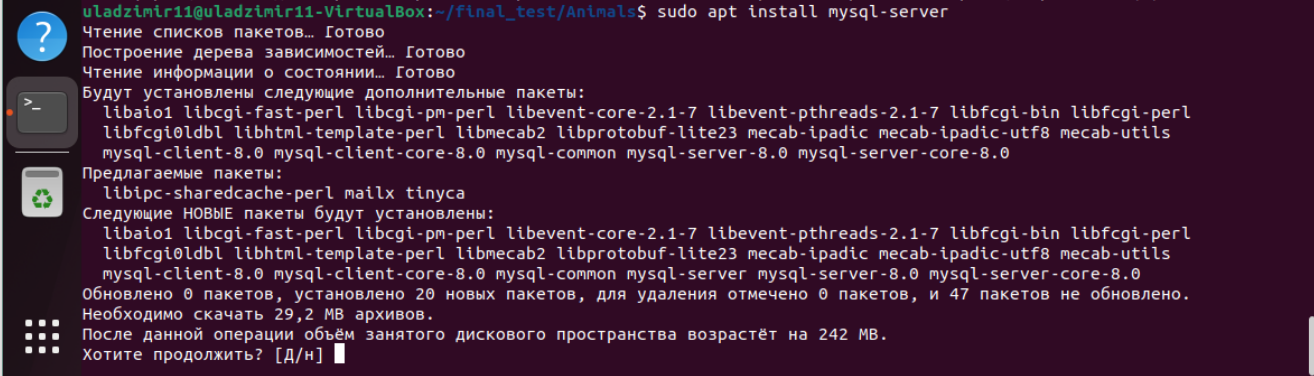 uladzimir11@uladzimir11-VirtualBox:~/final_test/Animals$ sudo apt install mysql-server
Чтение списков пакетов… Готово
Построение дерева зависимостей… Готово
Чтение информации о состоянии… Готово
Будут установлены следующие дополнительные пакеты:
  libaio1 libcgi-fast-perl libcgi-pm-perl libevent-core-2.1-7 libevent-pthreads-2.1-7 libfcgi-bin libfcgi-perl
  libfcgi0ldbl libhtml-template-perl libmecab2 libprotobuf-lite23 mecab-ipadic mecab-ipadic-utf8 mecab-utils
  mysql-client-8.0 mysql-client-core-8.0 mysql-common mysql-server-8.0 mysql-server-core-8.0
Предлагаемые пакеты:
  libipc-sharedcache-perl mailx tinyca
Следующие НОВЫЕ пакеты будут установлены:
  libaio1 libcgi-fast-perl libcgi-pm-perl libevent-core-2.1-7 libevent-pthreads-2.1-7 libfcgi-bin libfcgi-perl
  libfcgi0ldbl libhtml-template-perl libmecab2 libprotobuf-lite23 mecab-ipadic mecab-ipadic-utf8 mecab-utils
  mysql-client-8.0 mysql-client-core-8.0 mysql-common mysql-server mysql-server-8.0 mysql-server-core-8.0
Обновлено 0 пакетов, установлено 20 новых пакетов, для удаления отмечено 0 пакетов, и 47 пакетов не обновлено.
Необходимо скачать 29,2 MB архивов.
После данной операции объём занятого дискового пространства возрастёт на 242 MB.
Хотите продолжить? [Д/н]